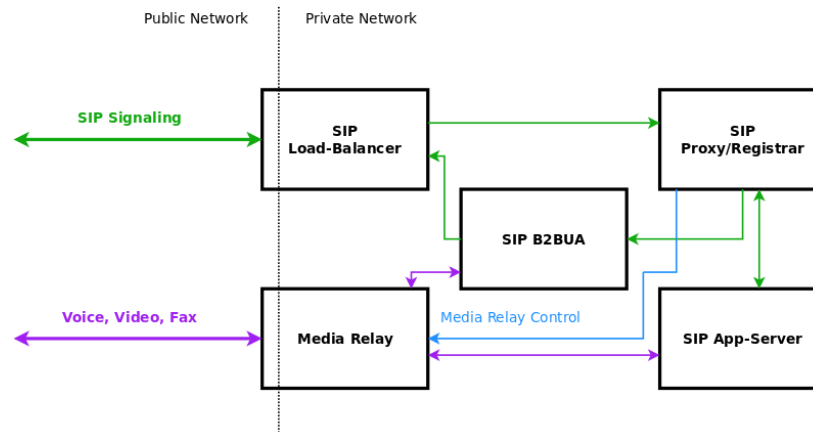 Public Network
Private Network
SIP Signaling
SIP
Load-Balancer
SIP
Proxy/Registrar
SIP B2BUA
Voice, Video, Fax
Media Relay
Media Relay Control
SIP App-Server